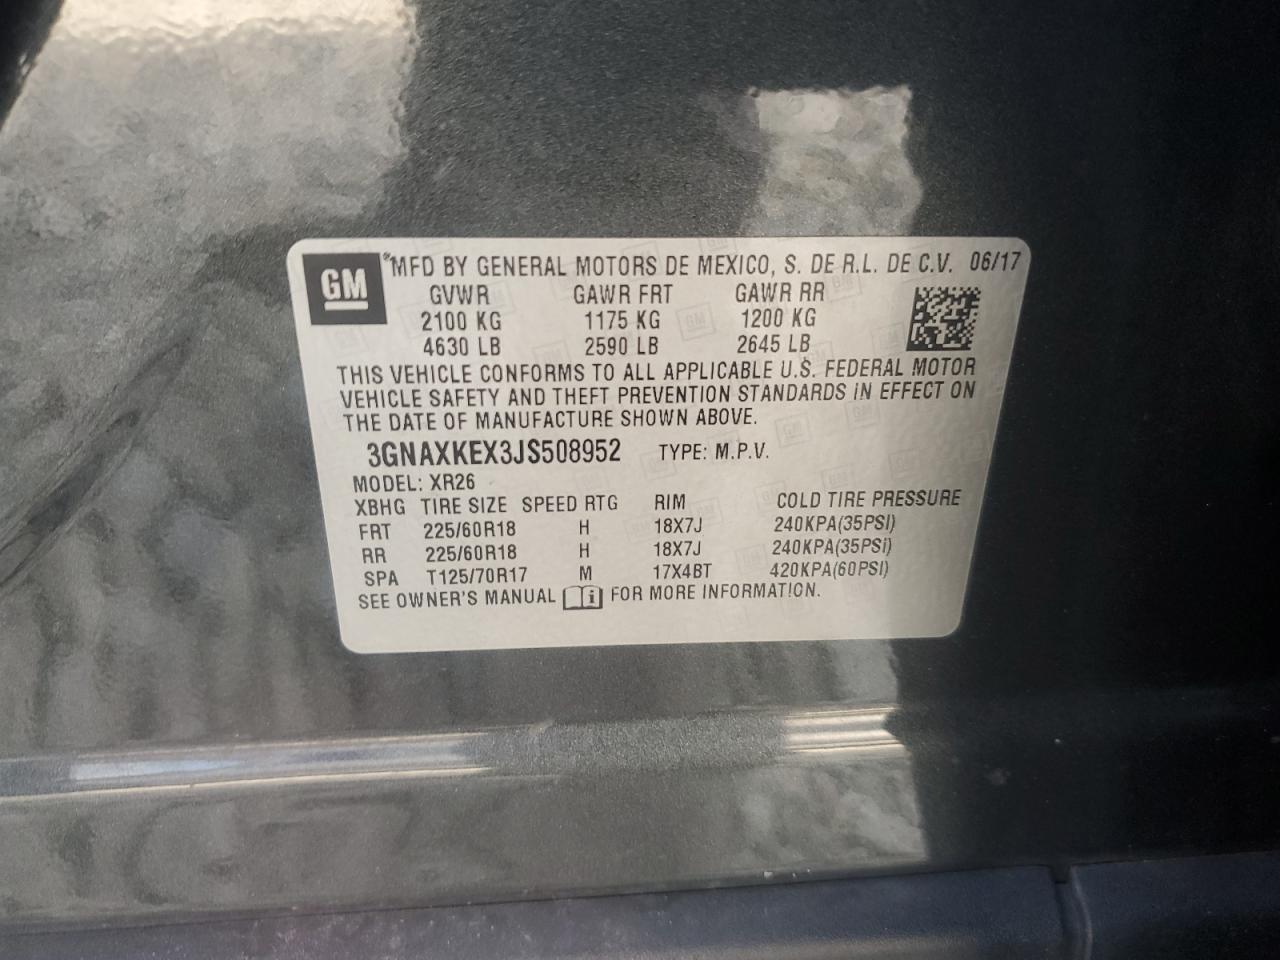 GM
MFD BY GENERAL MOTORS DE MEXICO, S. DE R.L. DE C.V. 06/17
GVWR GAWR FRT GAWR RR
2100 KG 1175 KG 1200 KG
4630 LB 2590 LB 2645 LB
THIS VEHICLE CONFORMS TO ALL APPLICABLE U.S. FEDERAL MOTOR
VEHICLE SAFETY AND THEFT PREVENTION STANDARDS IN EFFECT ON
THE DATE OF MANUFACTURE SHOWN ABOVE.
3GNAXKEX3JS508952 TYPE: M.P.V.
MODEL: XR26
XBHG TIRE SIZE SPEED RTG RIM COLD TIRE PRESSURE
FRT 225/60R18 H 18X7J 240KPA(35PSI)
RR 225/60R18 H 18X7J 240KPA(35PSI)
SPA T125/70R17 M 17X4BT 420KPA(60PSI)
SEE OWNER'S MANUAL i FOR MORE INFORMATION.